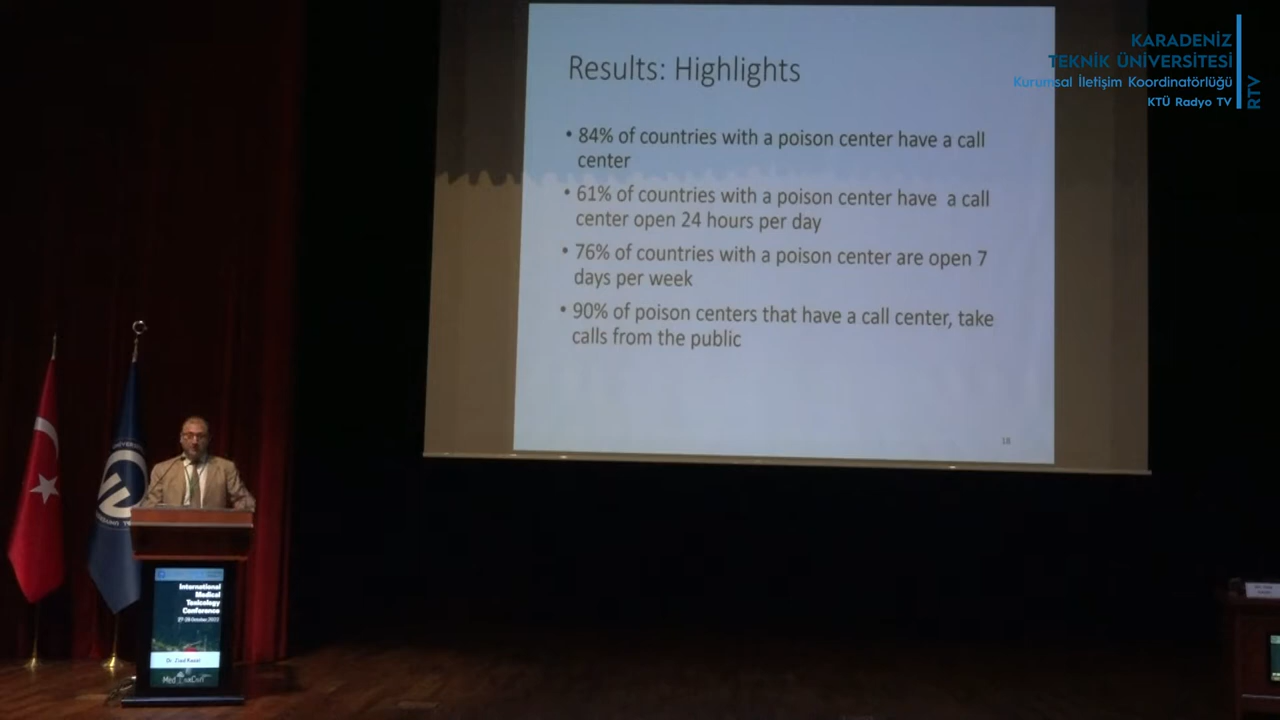 KARADENİZ
TEKNİK ÜNİVERSİTESİ
Kurumsal İletişim Koordinatörlüğü
KTÜ Radyo TV
RTV
Results: Highlights
• 84% of countries with a poison center have a call
center
• 61% of countries with a poison center have a call
center open 24 hours per day
• 76% of countries with a poison center are open 7
days per week
• 90% of poison centers that have a call center, take
calls from the public
18
International
Medical
Toxicology
Conference
Dr. Ziad Kazzi